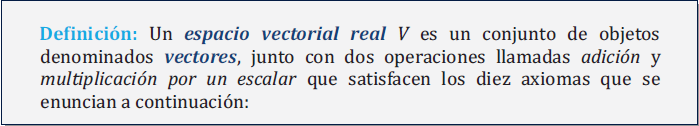 Definición: Un espacio vectorial real V es un conjunto de objetos
denominados vectores, junto con dos operaciones llamadas adición y
multiplicación por un escalar que satisfacen los diez axiomas que se
enuncian a continuación: